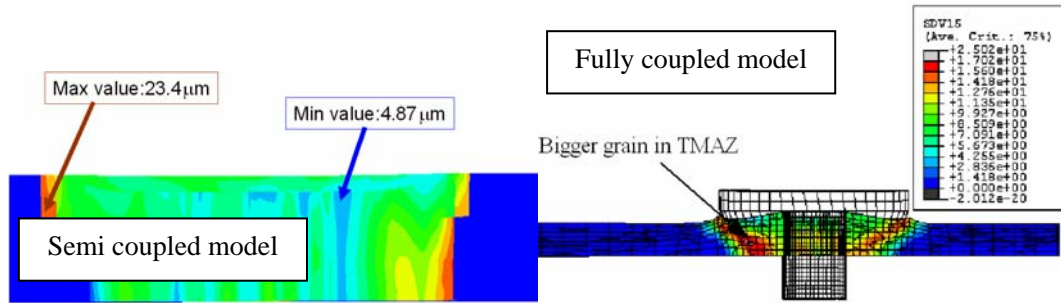 Max value:23.4µm
Min value:4.87µm
Semi coupled model
Fully coupled model
Bigger grain in TMAZ
SDV15
(Ave. Crit.: 75%)
+2.502e+01
+1.702e+01
+1.560e+01
+1.418e+01
+1.276e+01
+1.135e+01
+9.927e+00
+8.509e+00
+7.091e+00
+5.673e+00
+4.255e+00
+2.836e+00
+1.418e+00
+0.000e+00
-2.012e-20